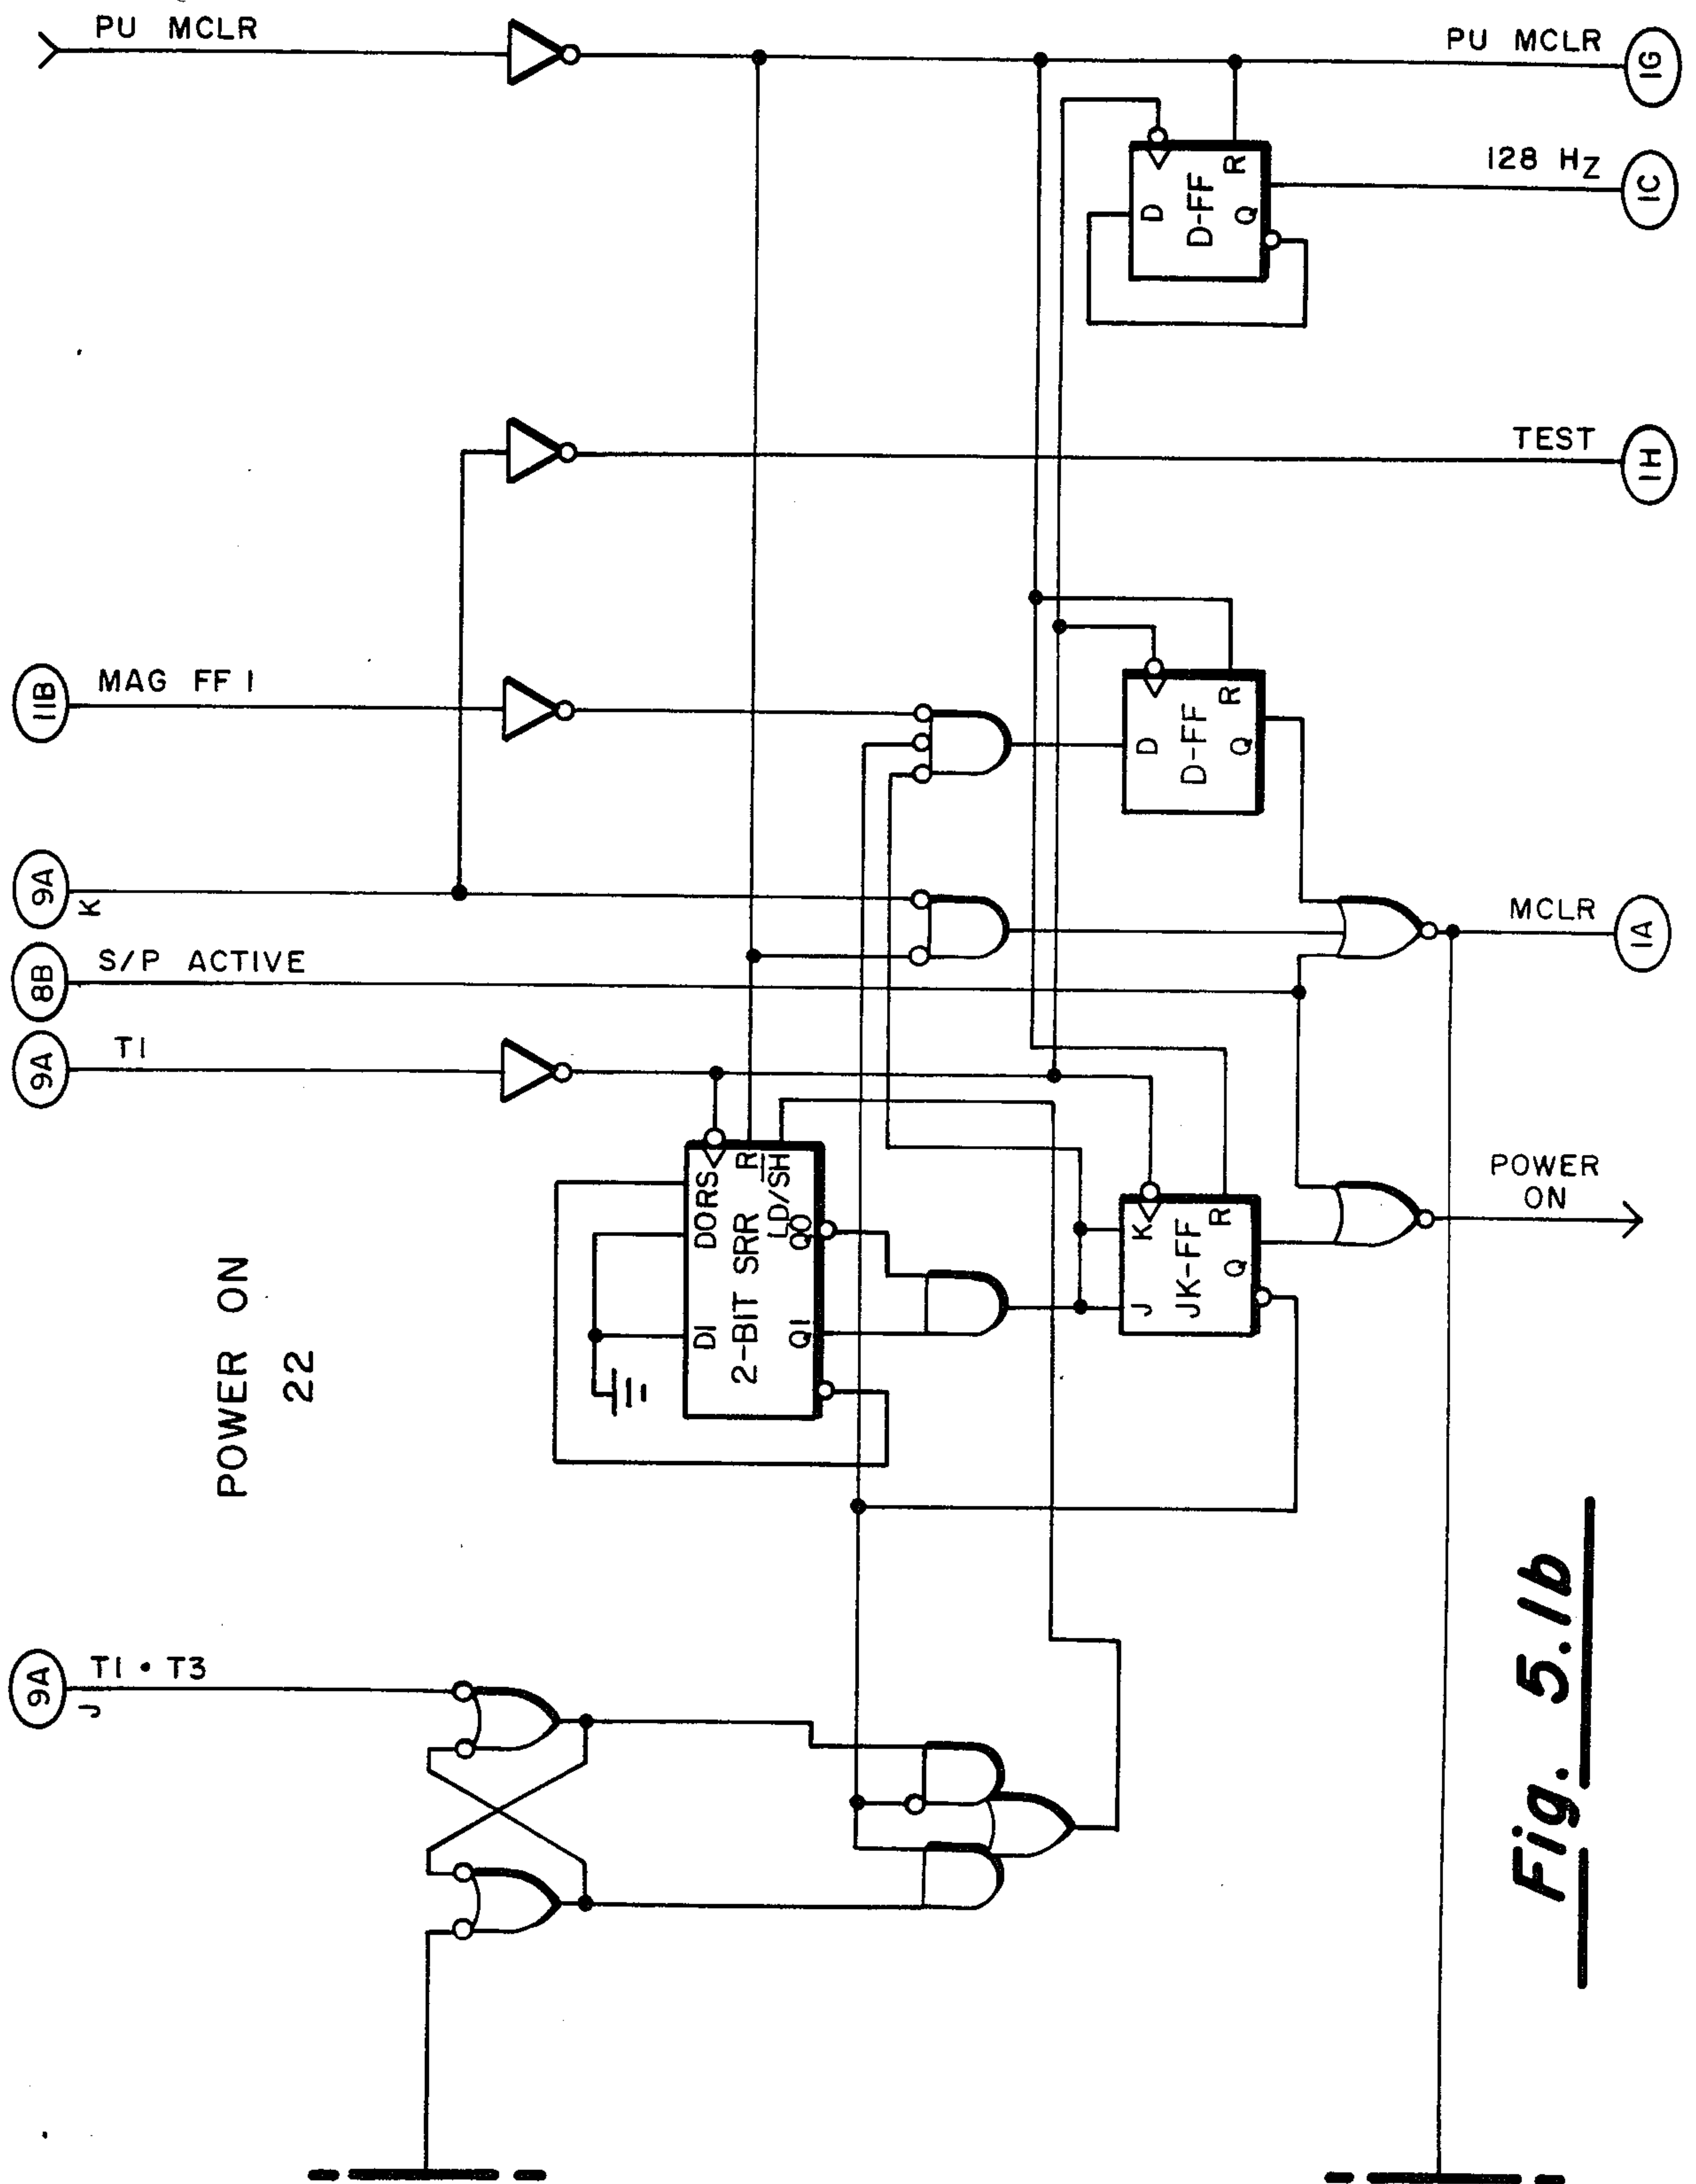 PU MCLR
PU MCLR
1G
128 Hz
1C
D
D-FF
R
Q
TEST
1H
11B
MAG FF 1
D
D-FF
R
Q
9A
K
8B
S/P ACTIVE
MCLR
1A
9A
T1
DORS
R
LD/SH
D1
2-BIT SRR
Q0
Q1
K
J
JK-FF
R
Q
POWER
ON
POWER ON
22
9A
J
T1 • T3
Fig. 5.1b